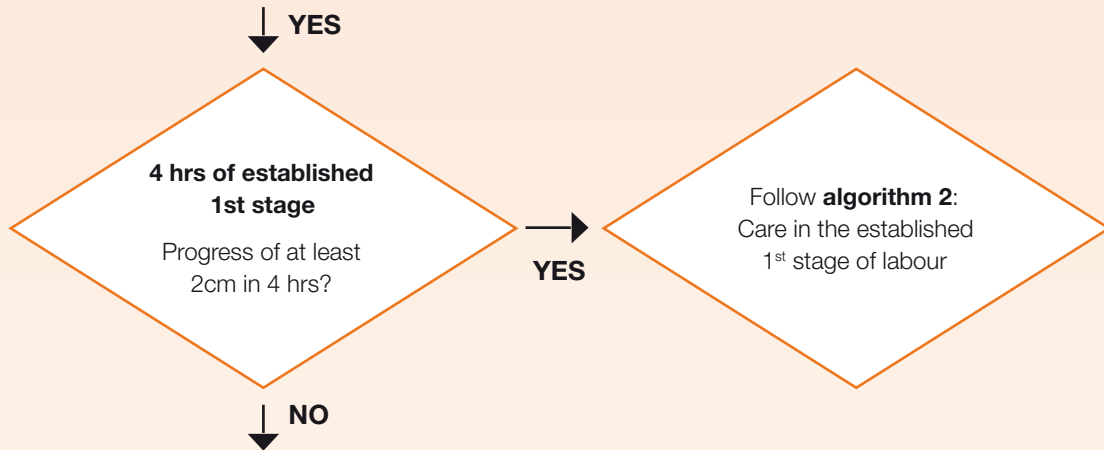 YES
4 hrs of established
1st stage
Progress of at least
2cm in 4 hrs?
YES
Follow algorithm 2:
Care in the established
1st stage of labour
NO